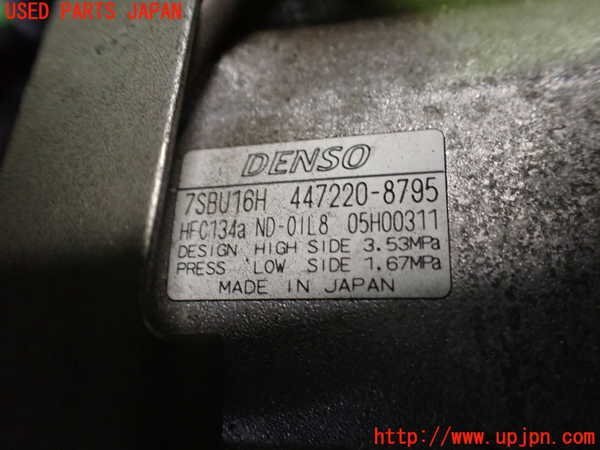 USED PARTS JAPAN
DENSO
7SBU16H 447220-8795
HFC134a ND-OIL8 05H00311
DESIGN HIGH SIDE 3.53MPa
PRESS LOW SIDE 1.67MPa
MADE IN JAPAN
http://www.upjpn.com/